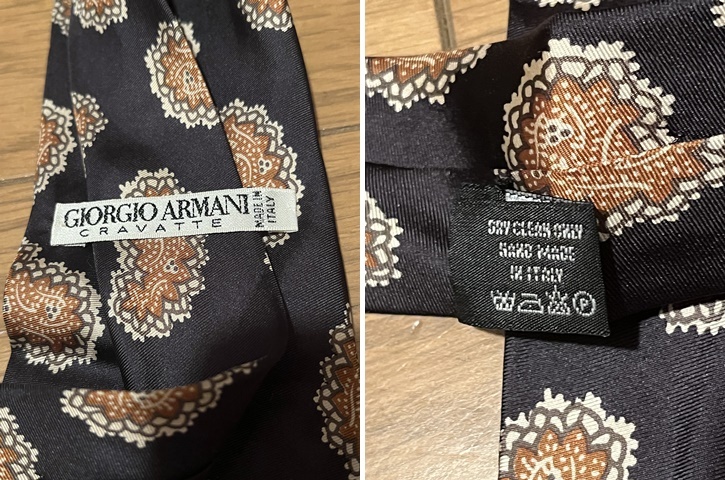 GIORGIO ARMANI
CRAVATTE
MADE IN
ITALY
DRY CLEAN ONLY
HAND MADE
IN ITALY
P